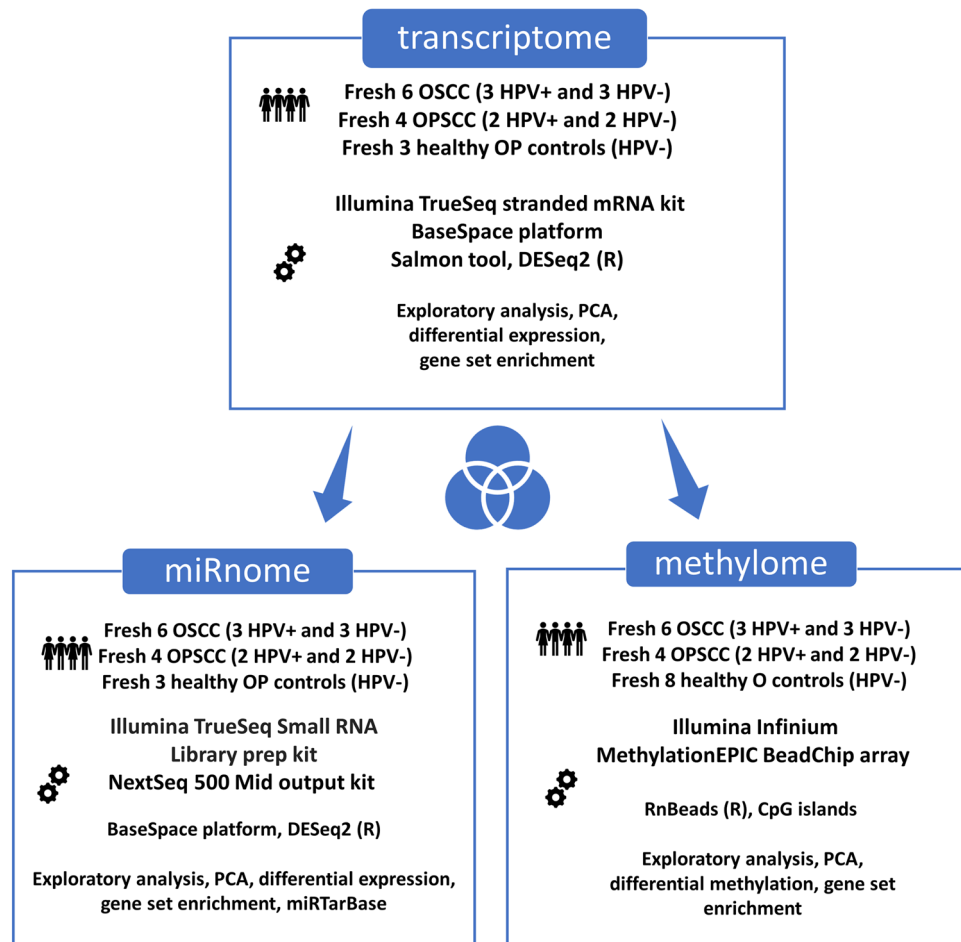 transcriptome
Fresh 6 OSCC (3 HPV+ and 3 HPV-)
Fresh 4 OPSCC (2 HPV+ and 2 HPV-)
Fresh 3 healthy OP controls (HPV-)
Illumina TrueSeq stranded mRNA kit
BaseSpace platform
Salmon tool, DESeq2 (R)
Exploratory analysis, PCA,
differential expression,
gene set enrichment
miRnome
Fresh 6 OSCC (3 HPV+ and 3 HPV-)
Fresh 4 OPSCC (2 HPV+ and 2 HPV-)
Fresh 3 healthy OP controls (HPV-)
Illumina TrueSeq Small RNA
Library prep kit
NextSeq 500 Mid output kit
BaseSpace platform, DESeq2 (R)
Exploratory analysis, PCA, differential expression,
gene set enrichment, miRTarBase
methylome
Fresh 6 OSCC (3 HPV+ and 3 HPV-)
Fresh 4 OPSCC (2 HPV+ and 2 HPV-)
Fresh 8 healthy O controls (HPV-)
Illumina Infinium
MethylationEPIC BeadChip array
RnBeads (R), CpG islands
Exploratory analysis, PCA,
differential methylation, gene set
enrichment